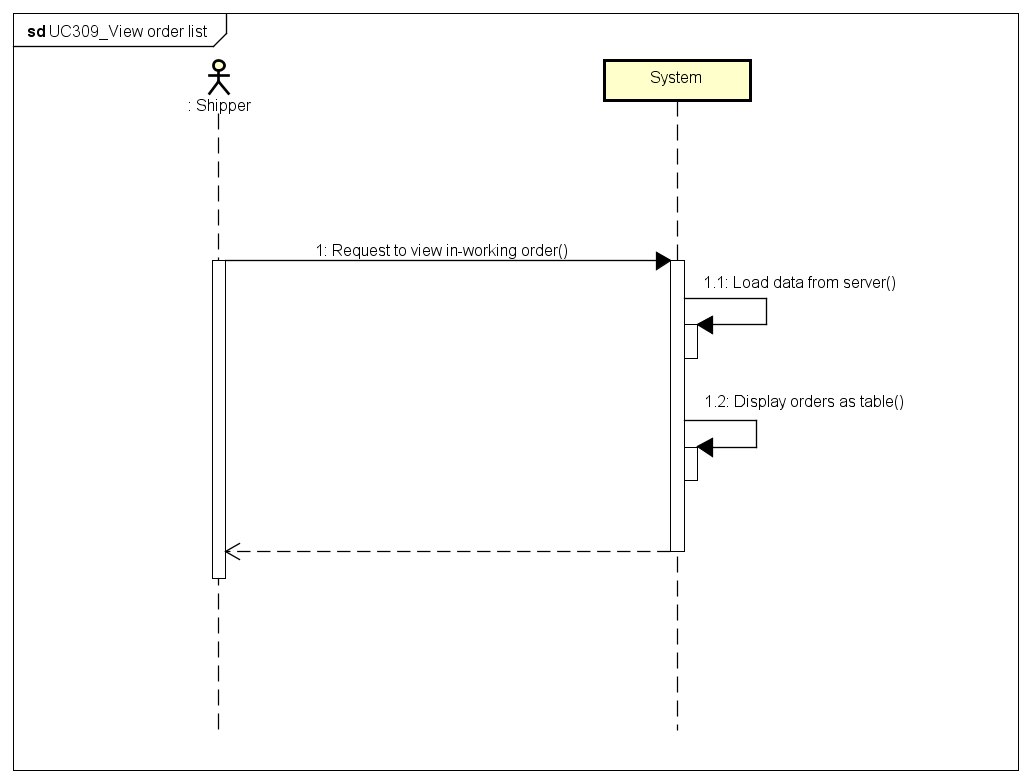 sd UC309_View order list
: Shipper
System
1: Request to view in-working order()
1.1: Load data from server()
1.2: Display orders as table()